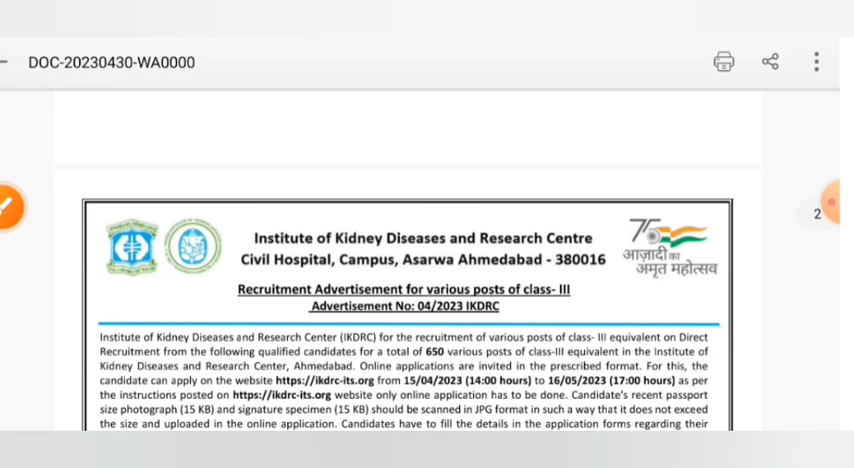 DOC-20230430-WA0000
2
Institute of Kidney Diseases and Research Centre
Civil Hospital, Campus, Asarwa Ahmedabad - 380016
75
आज़ादी का
अमृत महोत्सव
Recruitment Advertisement for various posts of class- III
Advertisement No: 04/2023 IKDRC
Institute of Kidney Diseases and Research Center (IKDRC) for the recruitment of various posts of class- III equivalent on Direct
Recruitment from the following qualified candidates for a total of 650 various posts of class-III equivalent in the Institute of
Kidney Diseases and Research Center, Ahmedabad. Online applications are invited in the prescribed format. For this, the
candidate can apply on the website https://ikdrc-its.org from 15/04/2023 (14:00 hours) to 16/05/2023 (17:00 hours) as per
the instructions posted on https://ikdrc-its.org website only online application has to be done. Candidate's recent passport
size photograph (15 KB) and signature specimen (15 KB) should be scanned in JPG format in such a way that it does not exceed
the size and uploaded in the online application. Candidates have to fill the details in the application forms regarding their